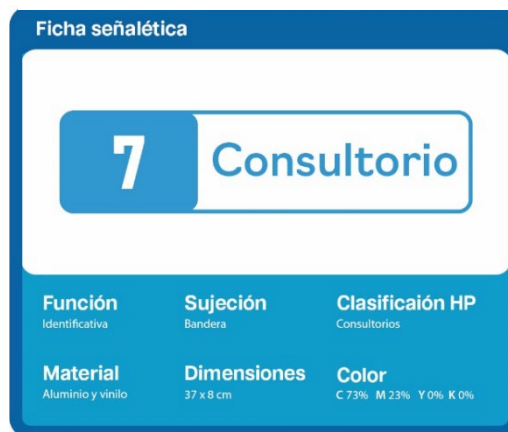 Ficha señalética
7 Consultorio
Función Sujeción Clasificaión HP
Identificativa Bandera Consultorios
Material Dimensiones Color
Aluminio y vinilo 37 x 8 cm C 73% M 23% Y 0% K 0%